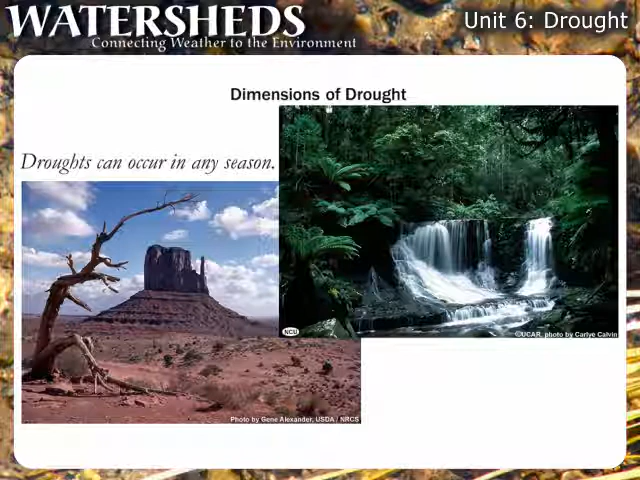 WATERSHEDS
Connecting Weather to the Environment
Unit 6: Drought
Dimensions of Drought
Droughts can occur in any season.
NCU
©UCAR, photo by Carlye Calvin
Photo by Gene Alexander, USDA / NRCS